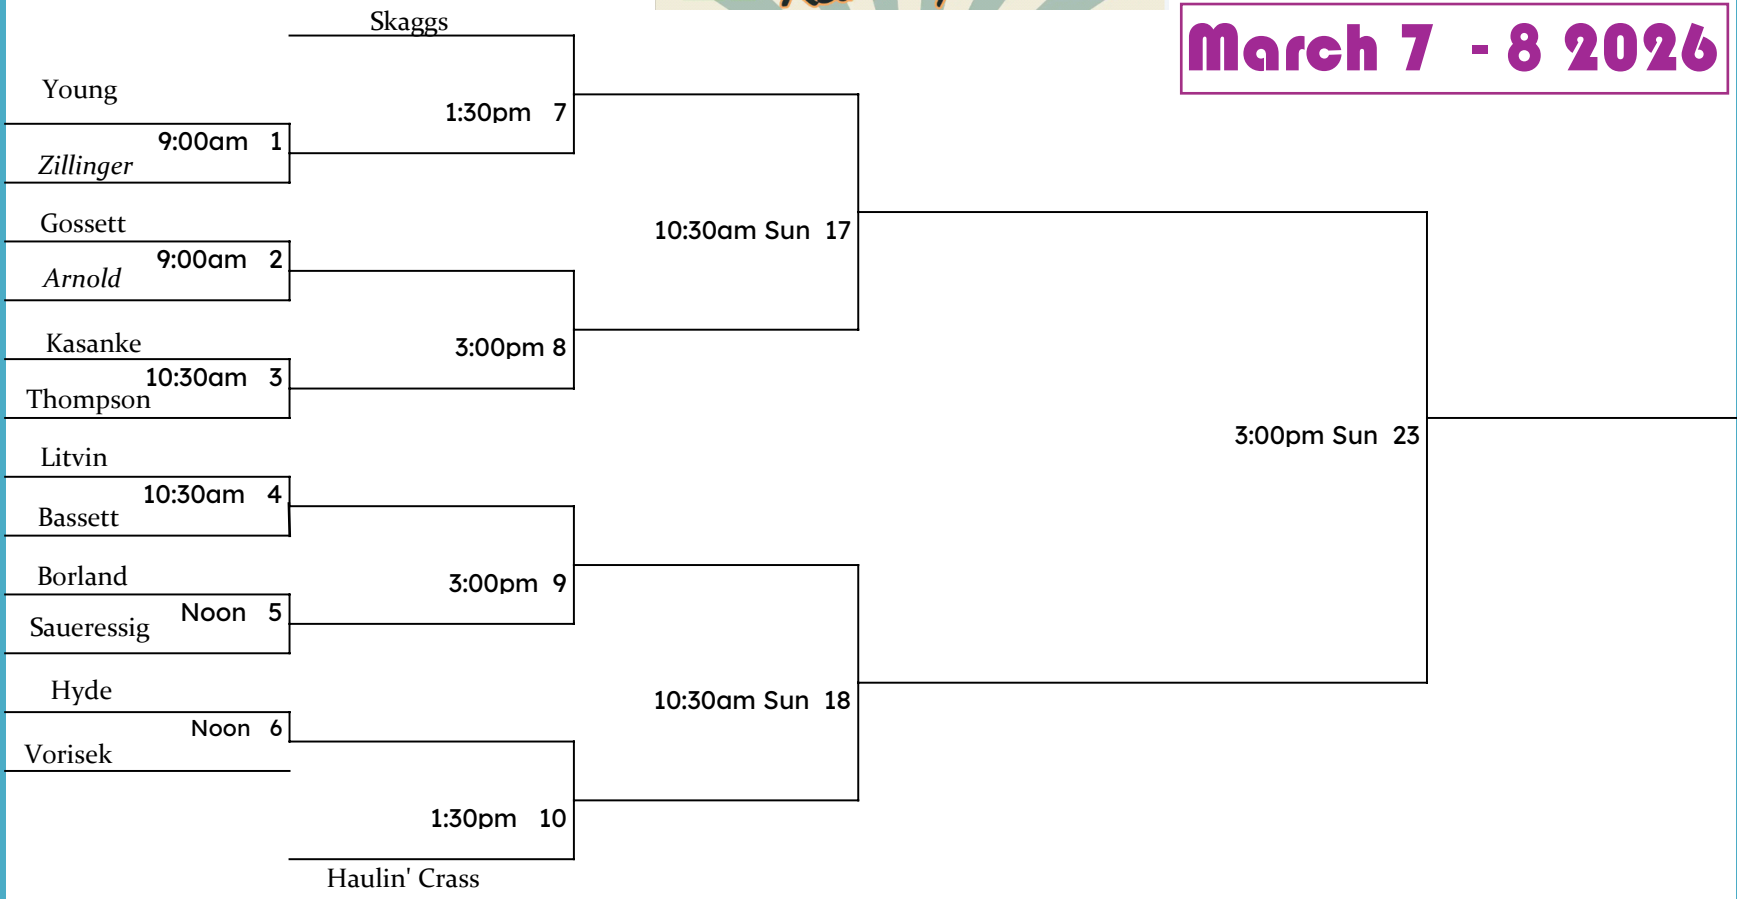 Skaggs
March 7 - 8 2026
Young
1:30pm 7
9:00am 1
Zillinger
Gossett
10:30am Sun 17
9:00am 2
Arnold
Kasanke
3:00pm 8
10:30am 3
Thompson
3:00pm Sun 23
Litvin
10:30am 4
Bassett
Borland
3:00pm 9
Noon 5
Saueressig
Hyde
10:30am Sun 18
Noon 6
Vorisek
1:30pm 10
Haulin' Crass